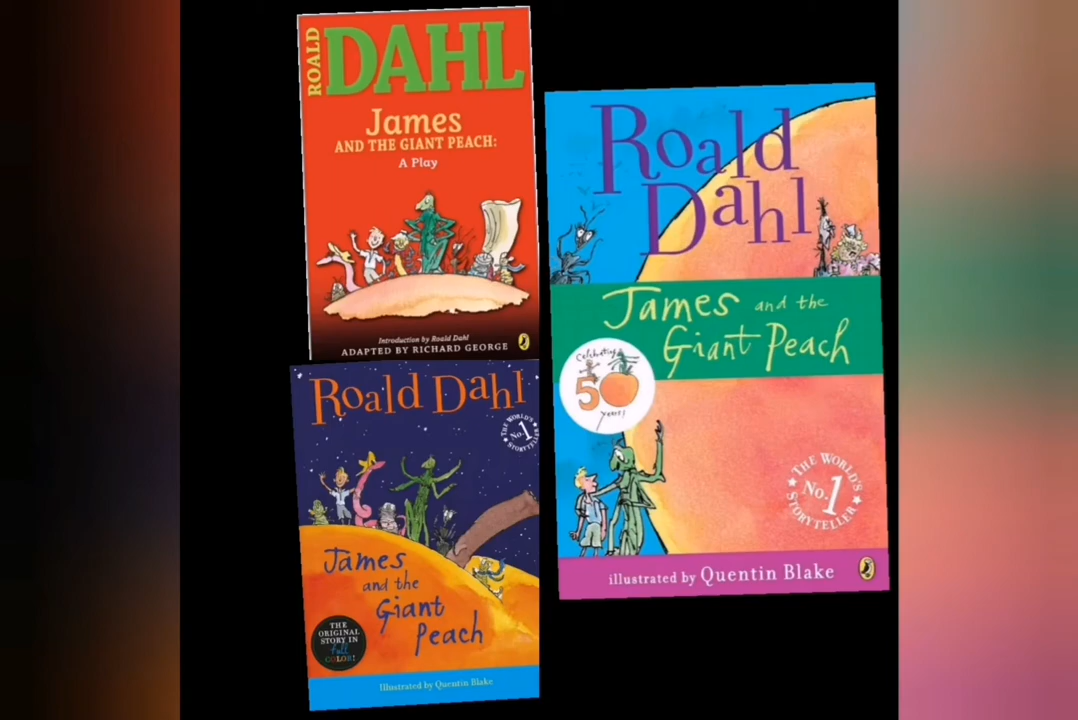 ROALD
DAHL
James
AND THE GIANT PEACH:
A Play
Introduction by Roald Dahl
ADAPTED BY RICHARD GEORGE
Roald Dahl
THE WORLD'S
No.1
STORYTELLER
James
and the
Giant
Peach
THE
ORIGINAL
STORY IN
full
COLOR!
Illustrated by Quentin Blake
Roald
Dahl
James and the
Giant Peach
Celebrating
50
years!
THE WORLD'S
No.1
STORYTELLER
illustrated by Quentin Blake